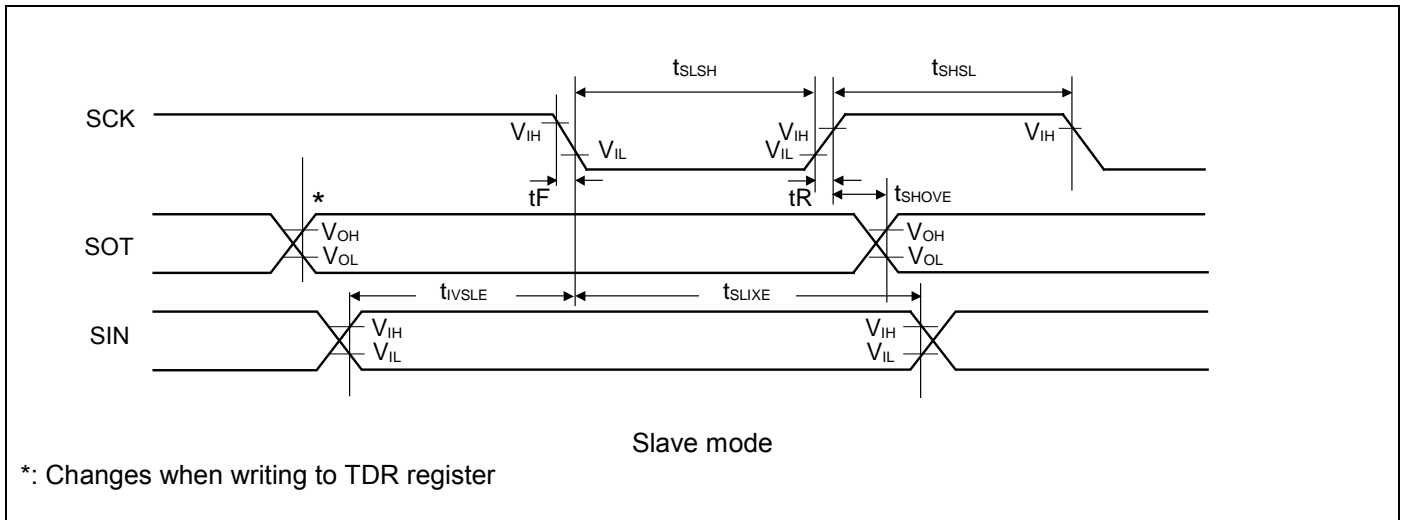 tSLSH tSHSL
SCK
VIH VIL VIL VIH VIH
tF tR tSHOVE
*
SOT
VOH VOH
VOL VOL
tIVSLE tSLIXE
SIN
VIH VIH
VIL VIL
Slave mode
*: Changes when writing to TDR register